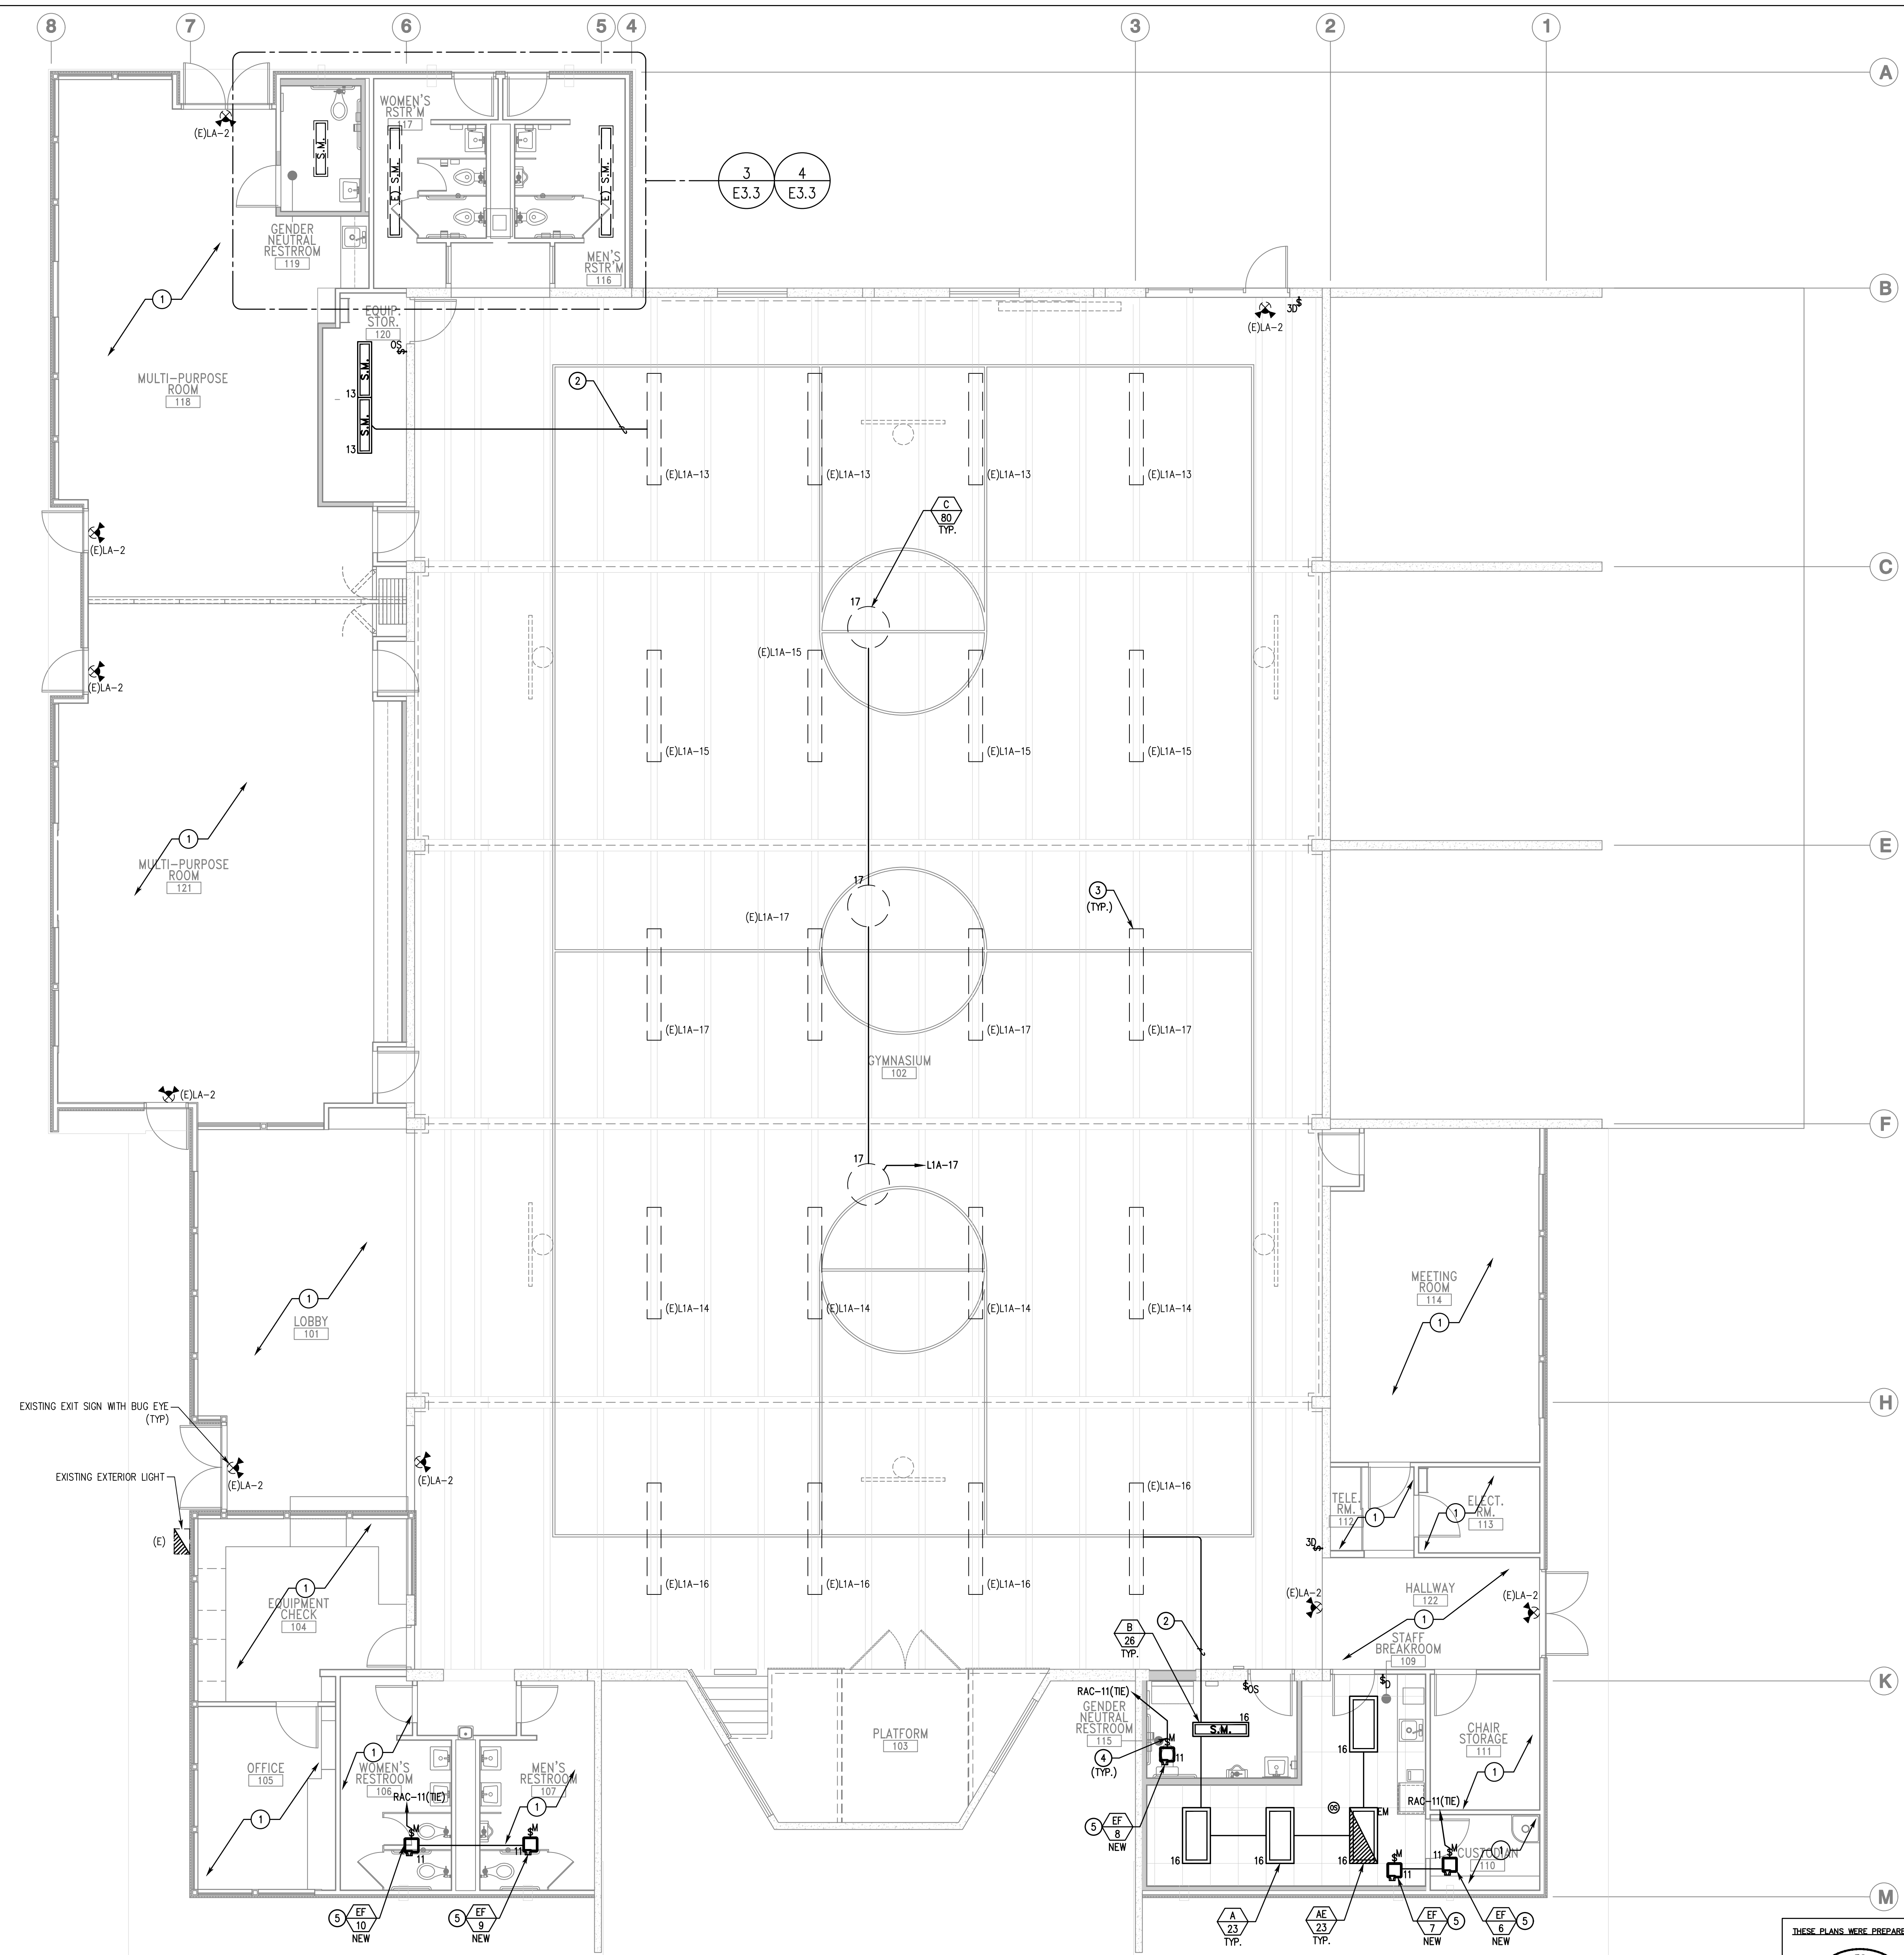 8
7
6
5
4
3
2
1
A
B
C
E
F
H
K
M
(E)LA-2
S.M.
WOMEN'S
RSTR'M
117
(E) S.M.
(E) S.M.
MEN'S
RSTR'M
116
GENDER
NEUTRAL
RESTRROM
119
3
E3.3
4
E3.3
1
MULTI-PURPOSE
ROOM
118
EQUIP.
STOR.
120
OS
$
S.M.
13
S.M.
13
2
(E)LA-2
3D
$
(E)L1A-13
(E)L1A-13
(E)L1A-13
(E)L1A-13
C
80
TYP.
(E)LA-2
(E)LA-2
17
(E)L1A-15
(E)L1A-15
(E)L1A-15
(E)L1A-15
1
MULTI-PURPOSE
ROOM
121
17
(E)L1A-17
3
(TYP.)
(E)L1A-17
(E)L1A-17
(E)L1A-17
GYMNASIUM
102
(E)LA-2
17
L1A-17
1
LOBBY
101
(E)L1A-14
(E)L1A-14
(E)L1A-14
(E)L1A-14
MEETING
ROOM
114
1
EXISTING EXIT SIGN WITH BUG EYE
(TYP)
(E)LA-2
(E)LA-2
EXISTING EXTERIOR LIGHT
(E)
(E)L1A-16
(E)L1A-16
(E)L1A-16
(E)L1A-16
TELE.
RM.
112
1
ELECT.
RM.
113
1
3D
$
1
EQUIPMENT
CHECK
104
(E)LA-2
HALLWAY
122
(E)LA-2
1
STAFF
BREAKROOM
109
B
26
TYP.
2
$OS
$D
RAC-11(TIE)
GENDER
NEUTRAL
RESTROOM
115
S.M.
16
$M
11
4
(TYP.)
16
PLATFORM
103
CHAIR
STORAGE
111
1
OFFICE
105
1
1
WOMEN'S
RESTROOM
106
RAC-11(TIE)
MEN'S
RESTROOM
107
1
$M
11
$M
11
5
EF
8
NEW
OS
EM
RAC-11(TIE)
16
16
16
$M
11
$M
11
CUSTODIAN
110
1
5
EF
10
NEW
5
EF
9
NEW
A
23
TYP.
AE
23
TYP.
EF
7
NEW
5
EF
6
NEW
5
THESE PLANS WERE PREPARE